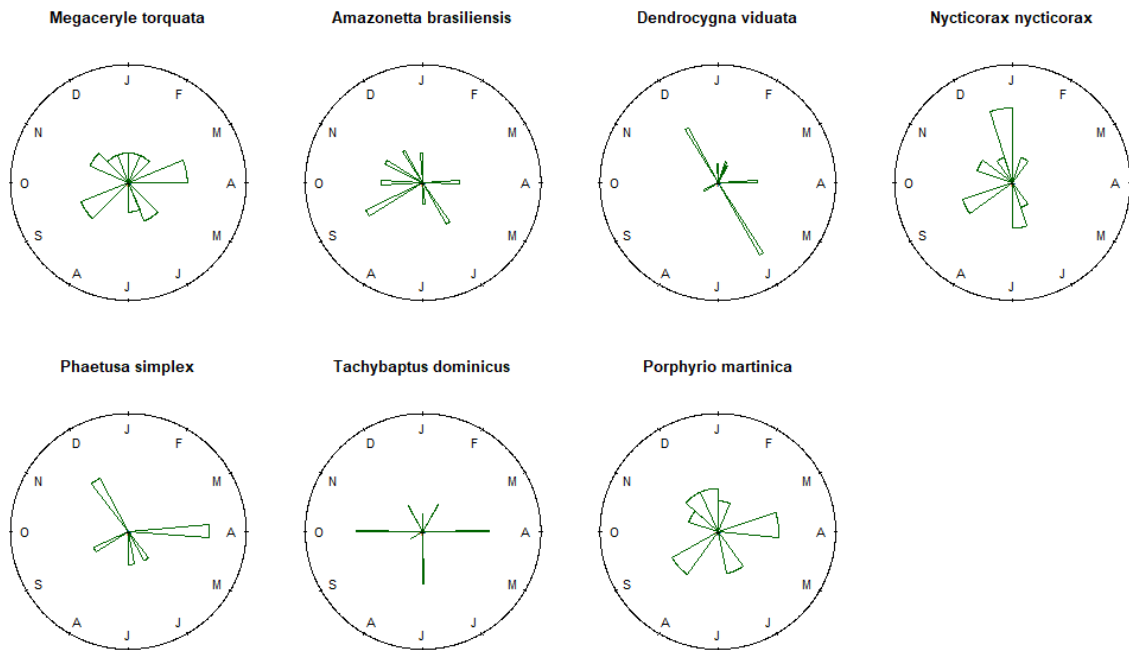 Megaceryle torquata
J
F
M
A
M
J
J
A
S
O
N
D
Amazonetta brasiliensis
J
F
M
A
M
J
J
A
S
O
N
D
Dendrocygna viduata
J
F
M
A
M
J
J
A
S
O
N
D
Nycticorax nycticorax
J
F
M
A
M
J
J
A
S
O
N
D
Phaetusa simplex
J
F
M
A
M
J
J
A
S
O
N
D
Tachybaptus dominicus
J
F
M
A
M
J
J
A
S
O
N
D
Porphyrio martinica
J
F
M
A
M
J
J
A
S
O
N
D